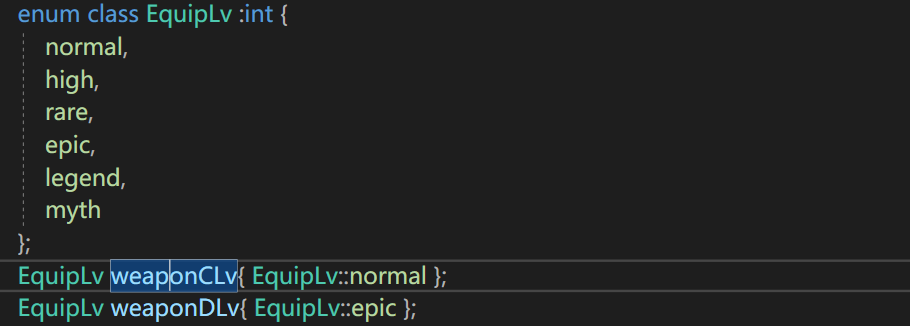 enum class EquipLv :int {
normal,
high,
rare,
epic,
legend,
myth
};
EquipLv weaponCLv{ EquipLv::normal };
EquipLv weaponDLv{ EquipLv::epic };